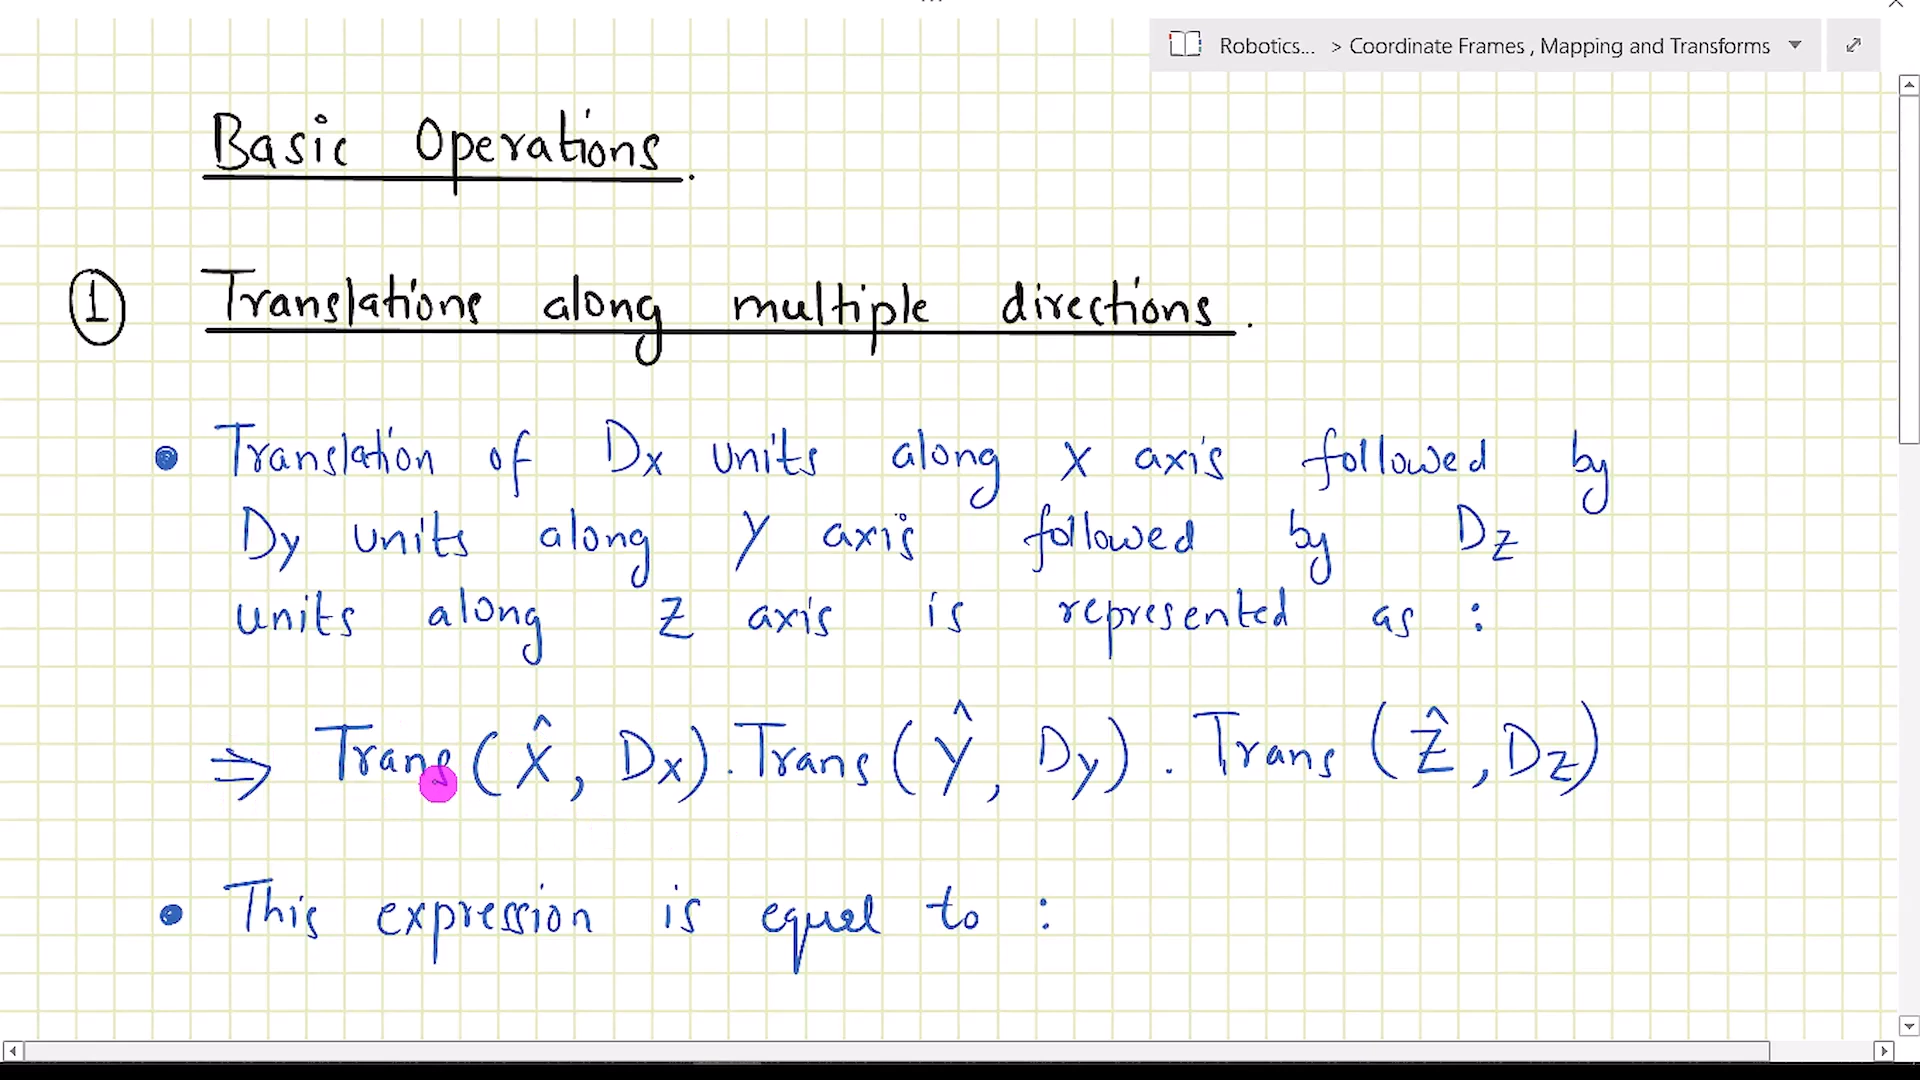 Robotics... > Coordinate Frames , Mapping and Transforms
Basic Operations.
1 Translations along multiple directions.
• Translation of Dx units along X axis followed by
Dy units along Y axis followed by Dz
units along Z axis is represented as :
⇒ Trans(X̂, Dx).Trans(Ŷ, Dy). Trans(Ẑ,Dz)
• This expression is equal to :